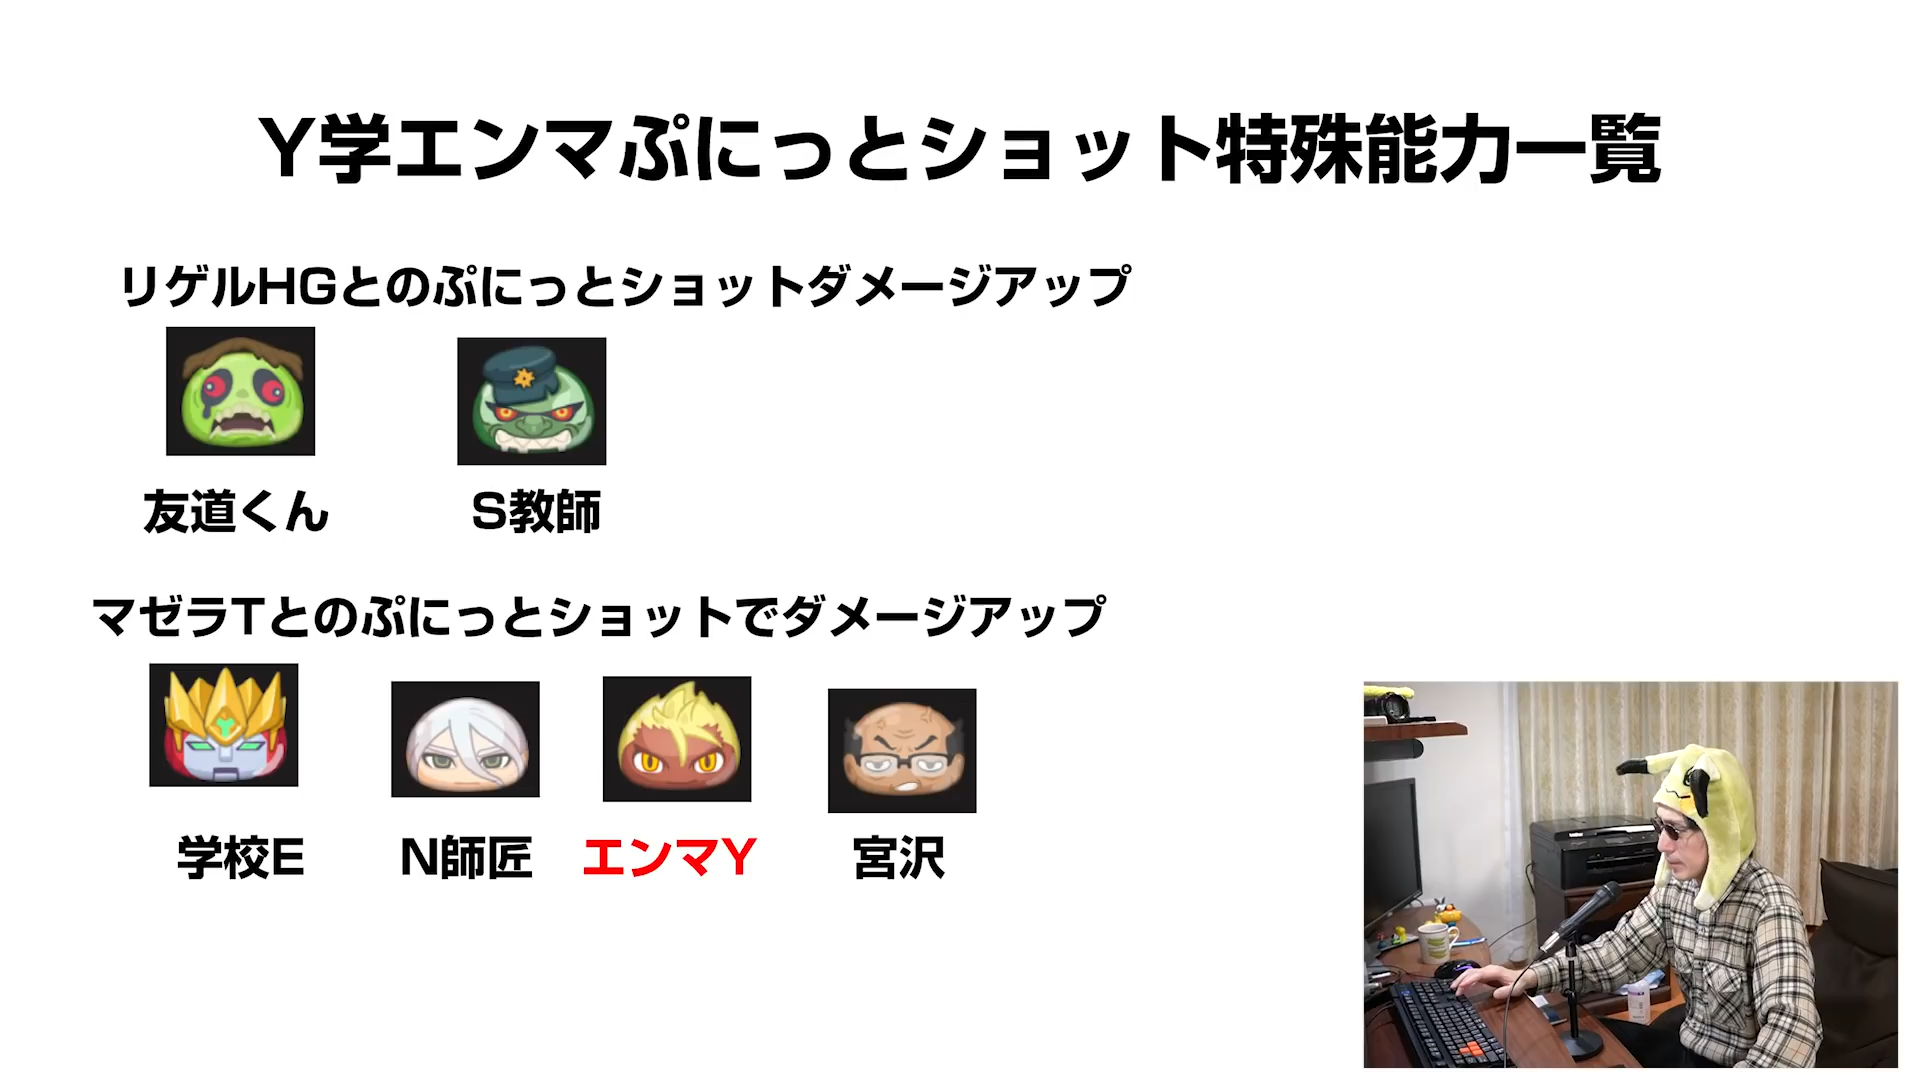 Y学エンマぷにっとショット特殊能力一覧
リゲルHGとのぷにっとショットダメージアップ
友道くん
S教師
マゼラTとのぷにっとショットでダメージアップ
学校E
N師匠
エンマY
宮沢